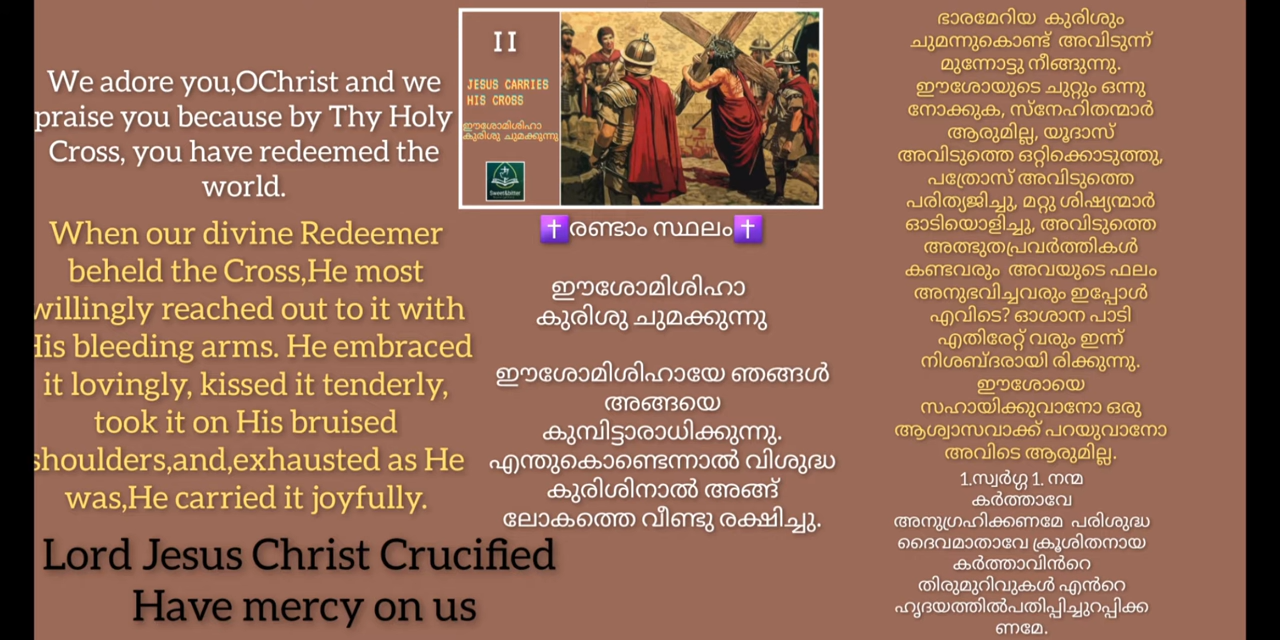 We adore you,OChrist and we
praise you because by Thy Holy
Cross, you have redeemed the
world.
When our divine Redeemer
beheld the Cross,He most
willingly reached out to it with
His bleeding arms. He embraced
it lovingly, kissed it tenderly,
took it on His bruised
shoulders,and,exhausted as He
was,He carried it joyfully.
Lord Jesus Christ Crucified
Have mercy on us
II
JESUS CARRIES
HIS CROSS
ഈശോമിശിഹാ
കുരിശു ചുമക്കുന്നു
Sweet&bitter
✝️രണ്ടാം സ്ഥലം✝️
ഈശോമിശിഹാ
കുരിശു ചുമക്കുന്നു
ഈശോമിശിഹായേ ഞങ്ങൾ
അങ്ങയെ
കുമ്പിട്ടാരാധിക്കുന്നു.
എന്തുകൊണ്ടെന്നാൽ വിശുദ്ധ
കുരിശിനാൽ അങ്ങ്
ലോകത്തെ വീണ്ടു രക്ഷിച്ചു.
ഭാരമേറിയ കുരിശും
ചുമന്നുകൊണ്ട് അവിടുന്ന്
മുന്നോട്ടു നീങ്ങുന്നു.
ഈശോയുടെ ചുറ്റും ഒന്നു
നോക്കുക, സ്നേഹിതന്മാർ
ആരുമില്ല, യൂദാസ്
അവിടുത്തെ ഒറ്റിക്കൊടുത്തു,
പത്രോസ് അവിടുത്തെ
പരിത്യജിച്ചു, മറ്റു ശിഷ്യന്മാർ
ഓടിയൊളിച്ചു, അവിടുത്തെ
അത്ഭുതപ്രവർത്തികൾ
കണ്ടവരും അവയുടെ ഫലം
അനുഭവിച്ചവരും ഇപ്പോൾ
എവിടെ? ഓശാന പാടി
എതിരേറ്റ് വരും ഇന്ന്
നിശബ്ദരായി രിക്കുന്നു.
ഈശോയെ
സഹായിക്കുവാനോ ഒരു
ആശ്വാസവാക്ക് പറയുവാനോ
അവിടെ ആരുമില്ല.
1.സ്വർഗ്ഗ 1. നന്മ
കർത്താവേ
അനുഗ്രഹിക്കണമേ പരിശുദ്ധ
ദൈവമാതാവേ ക്രൂശിതനായ
കർത്താവിൻറെ
തിരുമുറിവുകൾ എൻറെ
ഹൃദയത്തിൽപതിപ്പിച്ചുറപ്പിക്ക
ണമേ.